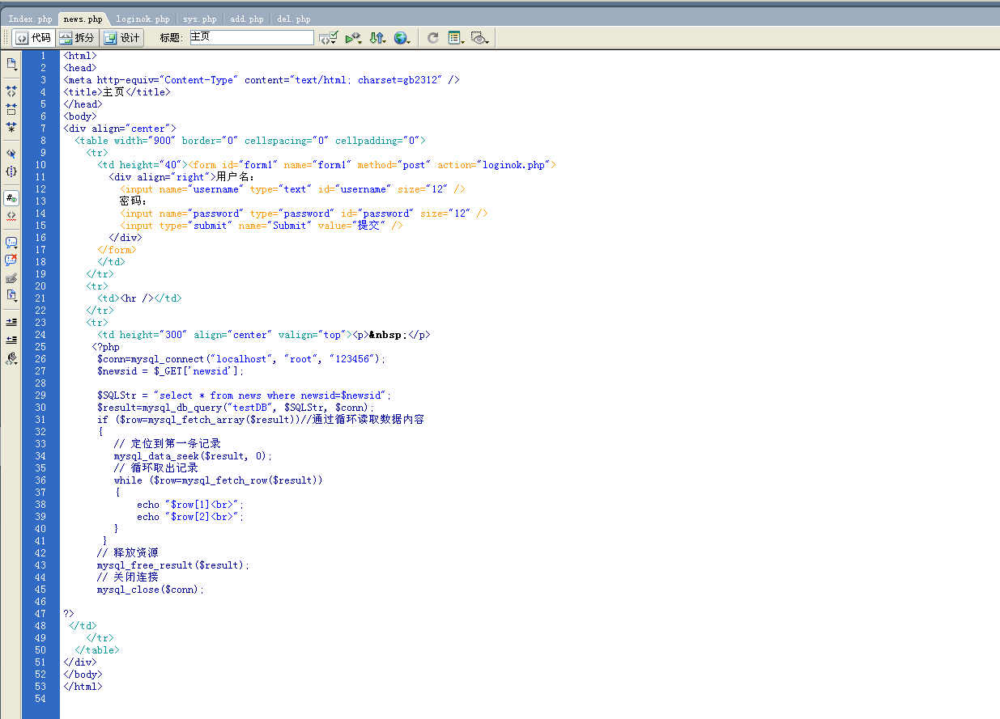 Index.php news.php loginok.php sys.php add.php del.php
代码 拆分 设计 标题: 主页
1 <html>
2 <head>
3 <meta http-equiv="Content-Type" content="text/html; charset=gb2312" />
4 <title>主页</title>
5 </head>
6 <body>
7 <div align="center">
8 <table width="900" border="0" cellspacing="0" cellpadding="0">
9 <tr>
10 <td height="40"><form id="form1" name="form1" method="post" action="loginok.php">
11 <div align="right">用户名:
12 <input name="username" type="text" id="username" size="12" />
13 密码:
14 <input name="password" type="password" id="password" size="12" />
15 <input type="submit" name="Submit" value="提交" />
16 </div>
17 </form>
18 </td>
19 </tr>
20 <tr>
21 <td><hr /></td>
22 </tr>
23 <tr>
24 <td height="300" align="center" valign="top"><p>&nbsp;</p>
25 <?php
26 $conn=mysql_connect("localhost", "root", "123456");
27 $newsid = $_GET['newsid'];
28
29 $SQLStr = "select * from news where newsid=$newsid";
30 $result=mysql_db_query("testDB", $SQLStr, $conn);
31 if ($row=mysql_fetch_array($result))//通过循环读取数据内容
32 {
33 // 定位到第一条记录
34 mysql_data_seek($result, 0);
35 // 循环取出记录
36 while ($row=mysql_fetch_row($result))
37 {
38 echo "$row[1]<br>";
39 echo "$row[2]<br>";
40 }
41 }
42 // 释放资源
43 mysql_free_result($result);
44 // 关闭连接
45 mysql_close($conn);
46
47 ?>
48 </td>
49 </tr>
50 </table>
51 </div>
52 </body>
53 </html>
54